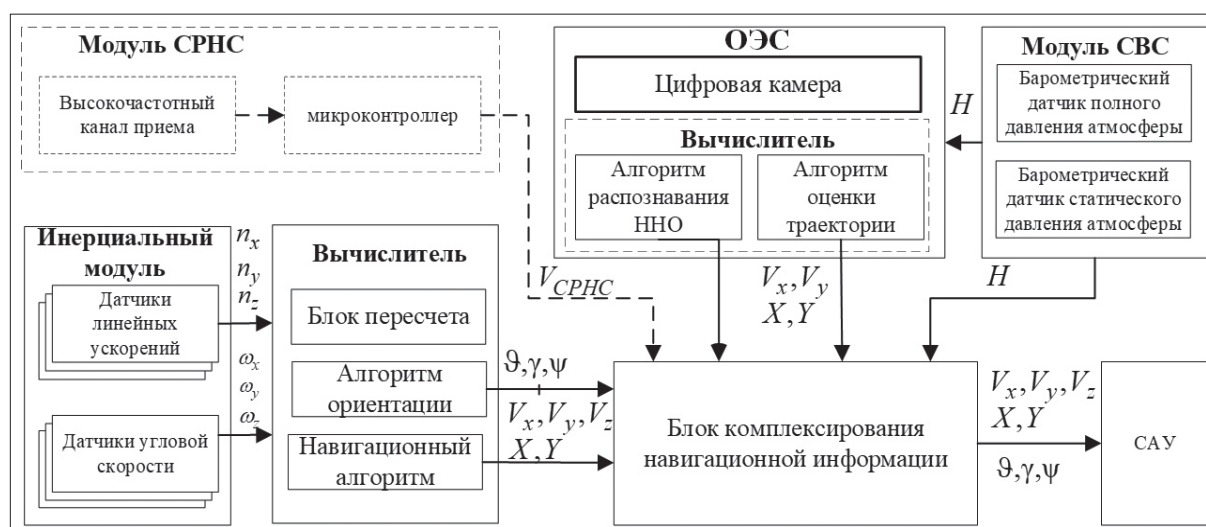 Модуль СРНС
Высокочастотный
канал приема
микроконтроллер
ОЭС
Цифровая камера
Вычислитель
Алгоритм
распознавания
ННО
Алгоритм
оценки
траектории
Модуль СВС
Барометрический
датчик полного
давления атмосферы
Барометрический
датчик статического
давления атмосферы
H
H
Инерциальный
модуль
Датчики
линейных
ускорений
Датчики угловой
скорости
n_x
n_y
n_z
ω_x
ω_y
ω_z
Вычислитель
Блок пересчета
Алгоритм
ориентации
Навигационный
алгоритм
V_СРНС
V_x, V_y
X, Y
ϑ,γ,ψ
V_x, V_y, V_z
X, Y
Блок комплексирования
навигационной информации
V_x, V_y, V_z
X, Y
ϑ,γ,ψ
САУ